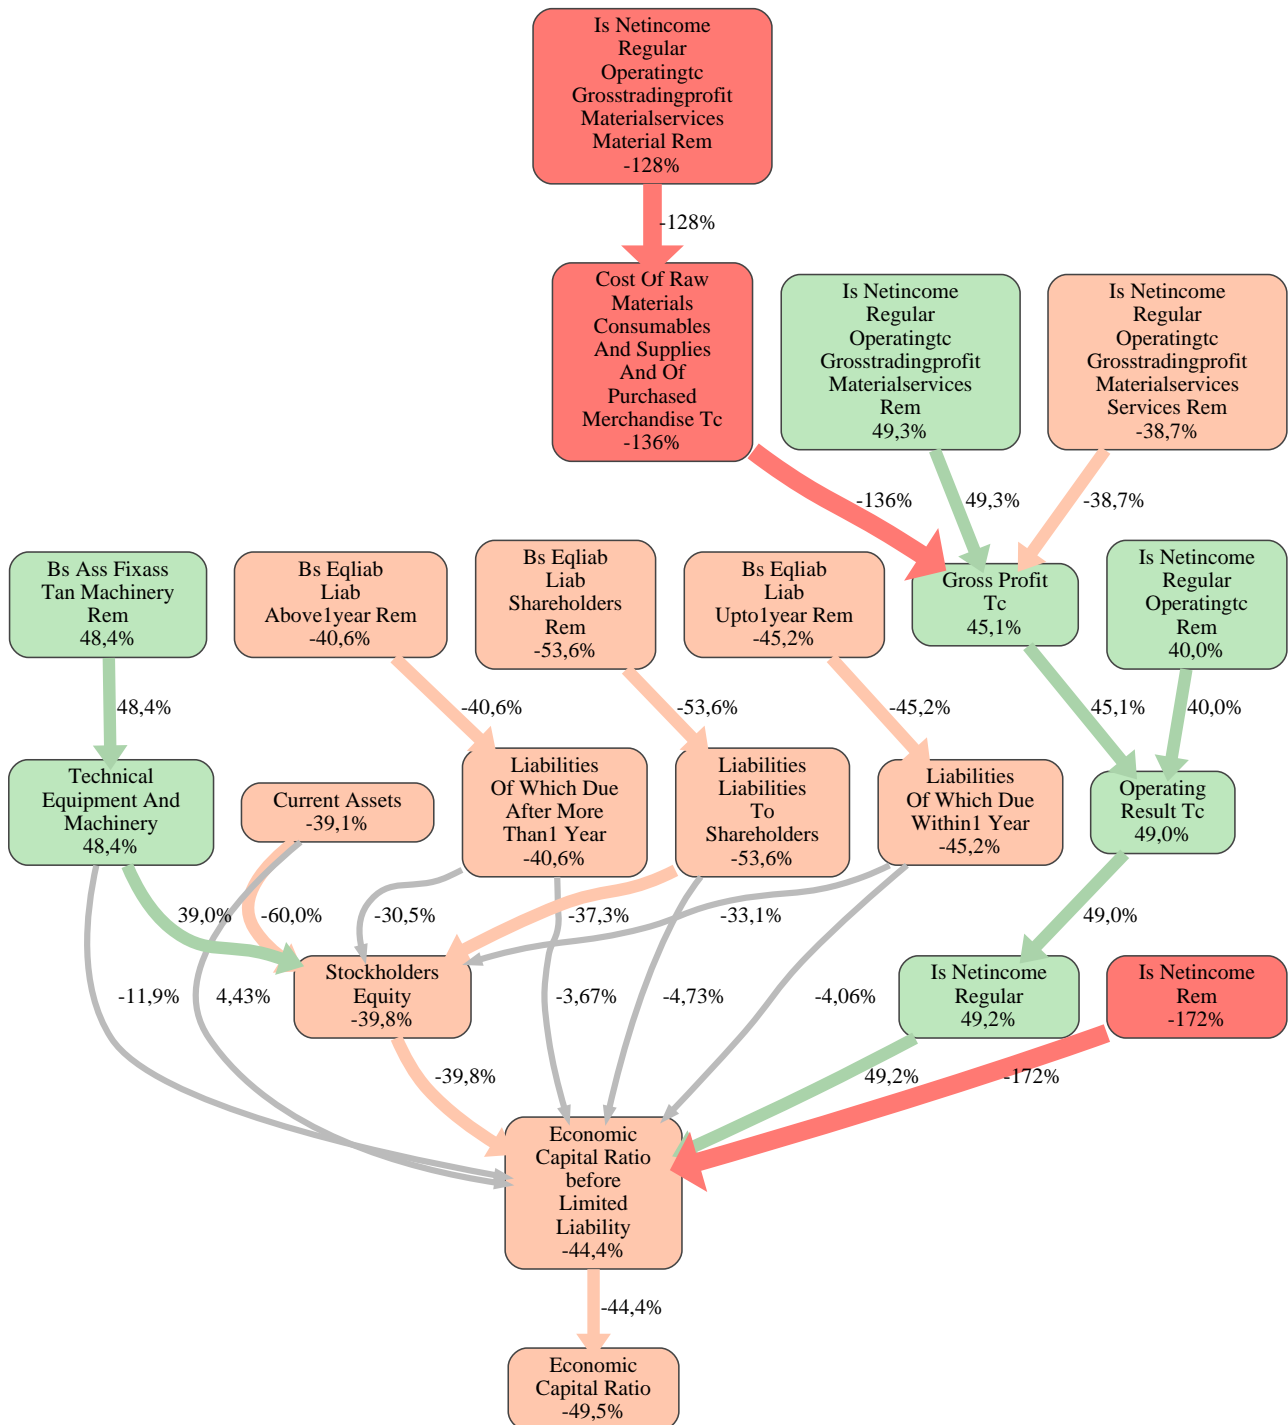 Is Netincome
Regular
Operatingtc
Grosstradingprofit
Materialservices
Material Rem
-128%
-128%
Cost Of Raw
Materials
Consumables
And Supplies
And Of
Purchased
Merchandise Tc
-136%
Is Netincome
Regular
Operatingtc
Grosstradingprofit
Materialservices
Rem
49,3%
Is Netincome
Regular
Operatingtc
Grosstradingprofit
Materialservices
Services Rem
-38,7%
-136%
49,3%
-38,7%
Bs Ass Fixass
Tan Machinery
Rem
48,4%
Bs Eqliab
Liab
Above1year Rem
-40,6%
Bs Eqliab
Liab
Shareholders
Rem
-53,6%
Bs Eqliab
Liab
Upto1year Rem
-45,2%
Gross Profit
Tc
45,1%
Is Netincome
Regular
Operatingtc
Rem
40,0%
48,4%
-40,6%
-53,6%
-45,2%
45,1%
40,0%
Technical
Equipment And
Machinery
48,4%
Current Assets
-39,1%
Liabilities
Of Which Due
After More
Than1 Year
-40,6%
Liabilities
Liabilities
To
Shareholders
-53,6%
Liabilities
Of Which Due
Within1 Year
-45,2%
Operating
Result Tc
49,0%
39,0%
-60,0%
-30,5%
-37,3%
-33,1%
49,0%
-11,9%
4,43%
Stockholders
Equity
-39,8%
-3,67%
-4,73%
-4,06%
Is Netincome
Regular
49,2%
Is Netincome
Rem
-172%
-39,8%
49,2%
-172%
Economic
Capital Ratio
before
Limited
Liability
-44,4%
-44,4%
Economic
Capital Ratio
-49,5%